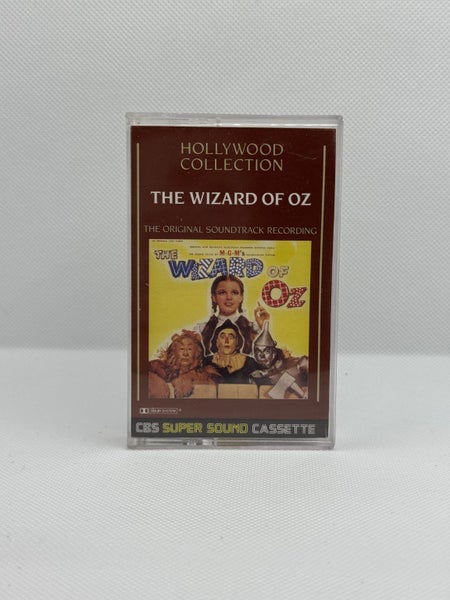 HOLLYWOOD
COLLECTION
THE WIZARD OF OZ
THE ORIGINAL SOUNDTRACK RECORDING
M-G-M's
THE WIZARD OF OZ
CBS SUPER SOUND CASSETTE